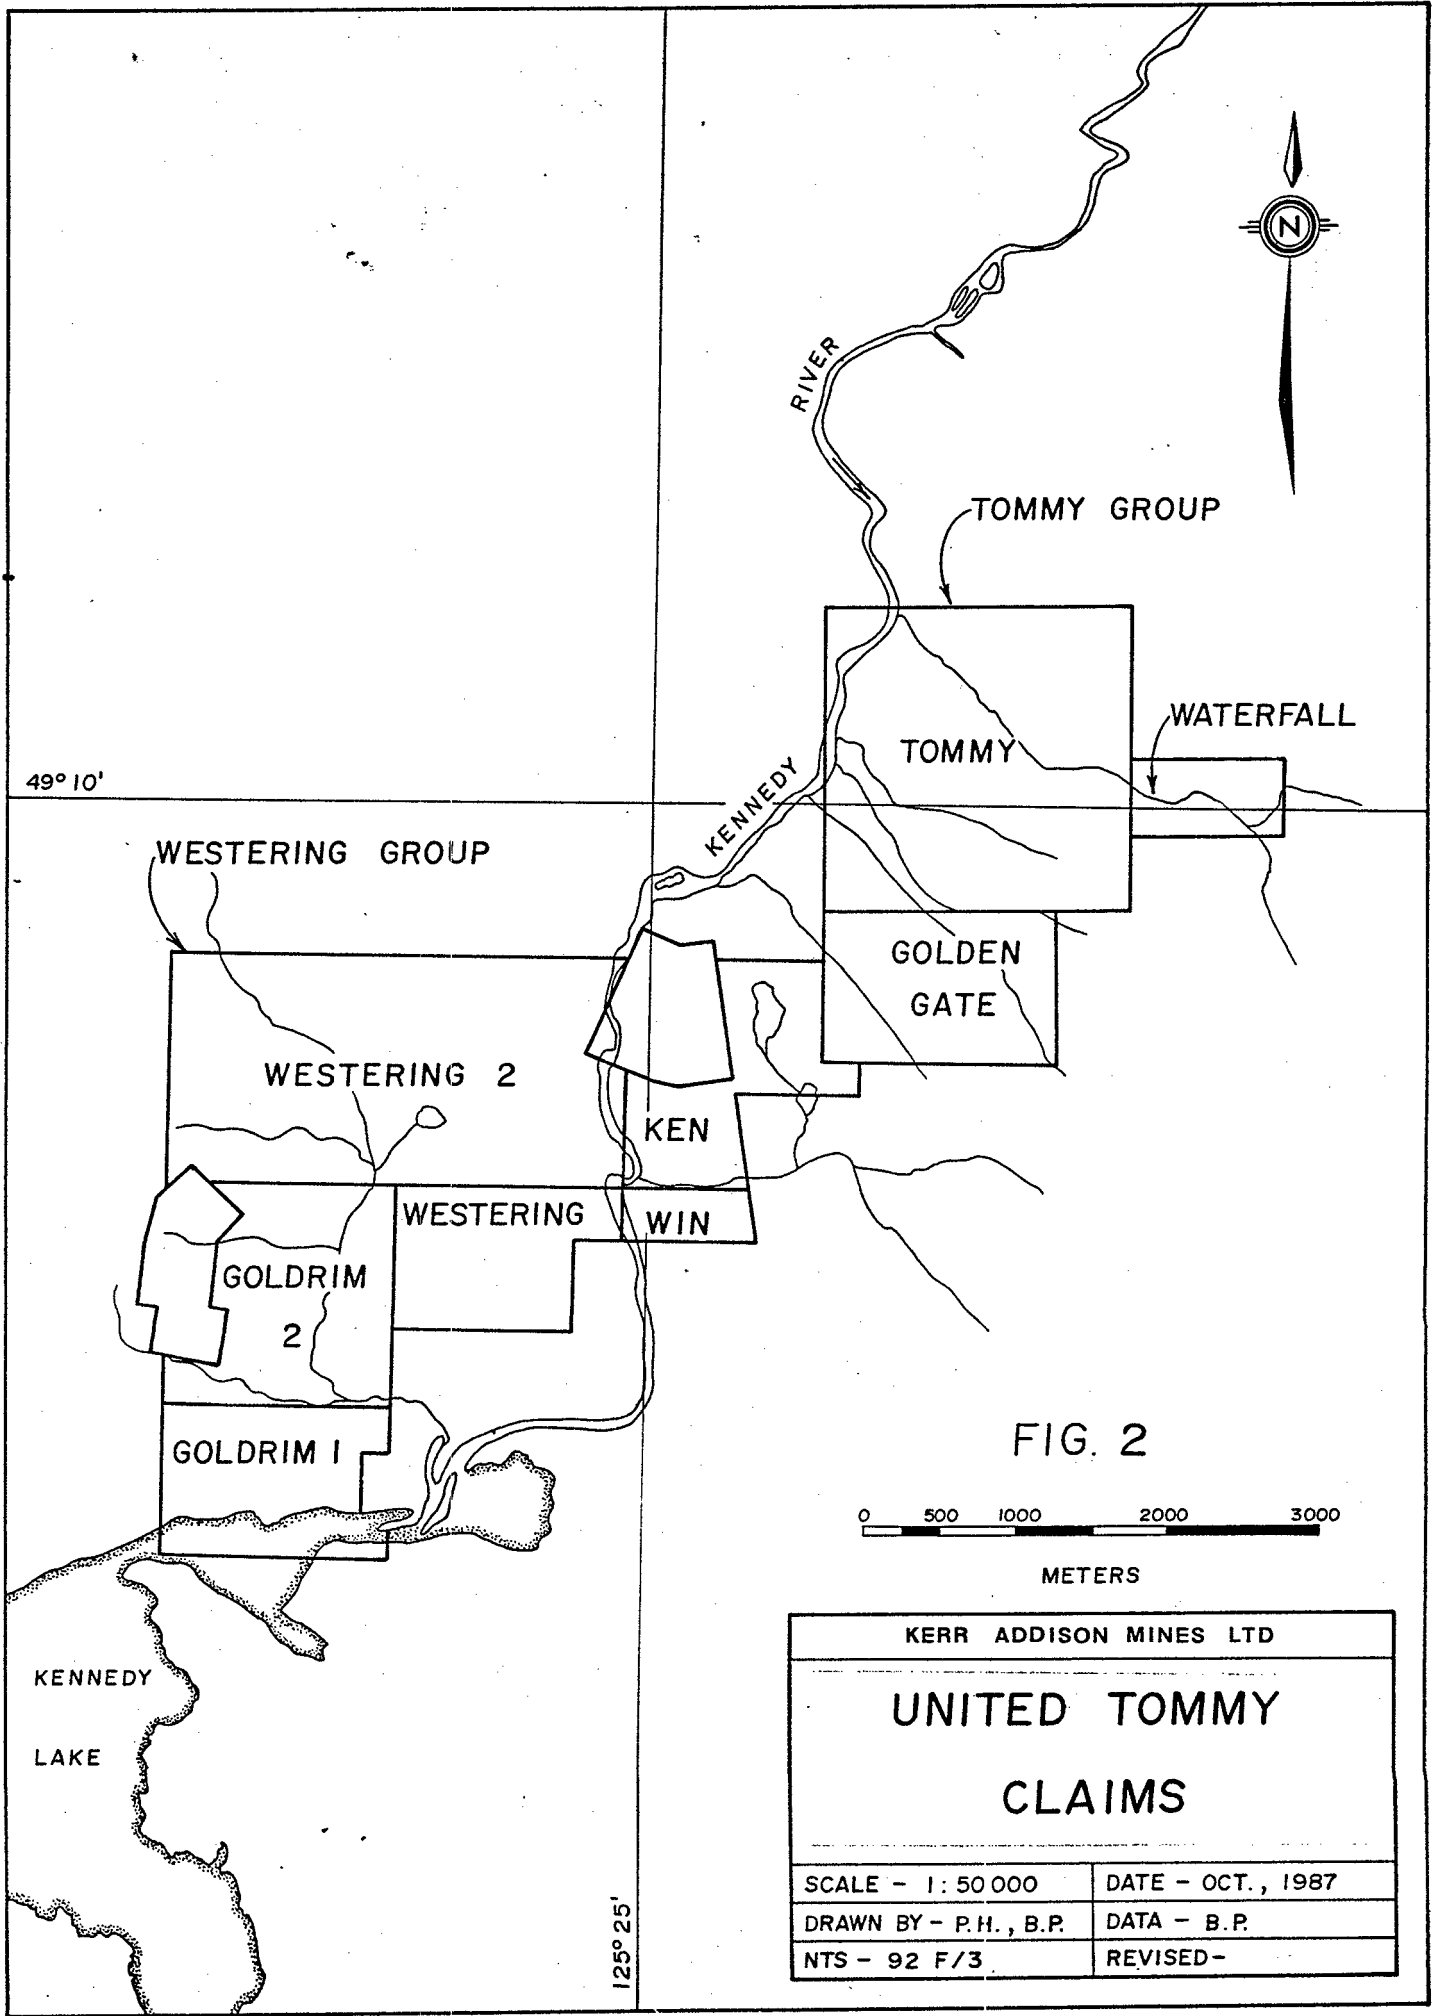 N
RIVER
TOMMY GROUP
WATERFALL
TOMMY
49° 10'
KENNEDY
WESTERING GROUP
GOLDEN
GATE
WESTERING 2
KEN
WESTERING
WIN
GOLDRIM
2
FIG. 2
GOLDRIM 1
0 500 1000 2000 3000
METERS
KENNEDY
LAKE
125° 25'
KERR ADDISON MINES LTD
UNITED TOMMY
CLAIMS
SCALE - 1:50 000
DATE - OCT., 1987
DRAWN BY - P.H., B.P.
DATA - B.P.
NTS - 92 F/3
REVISED-